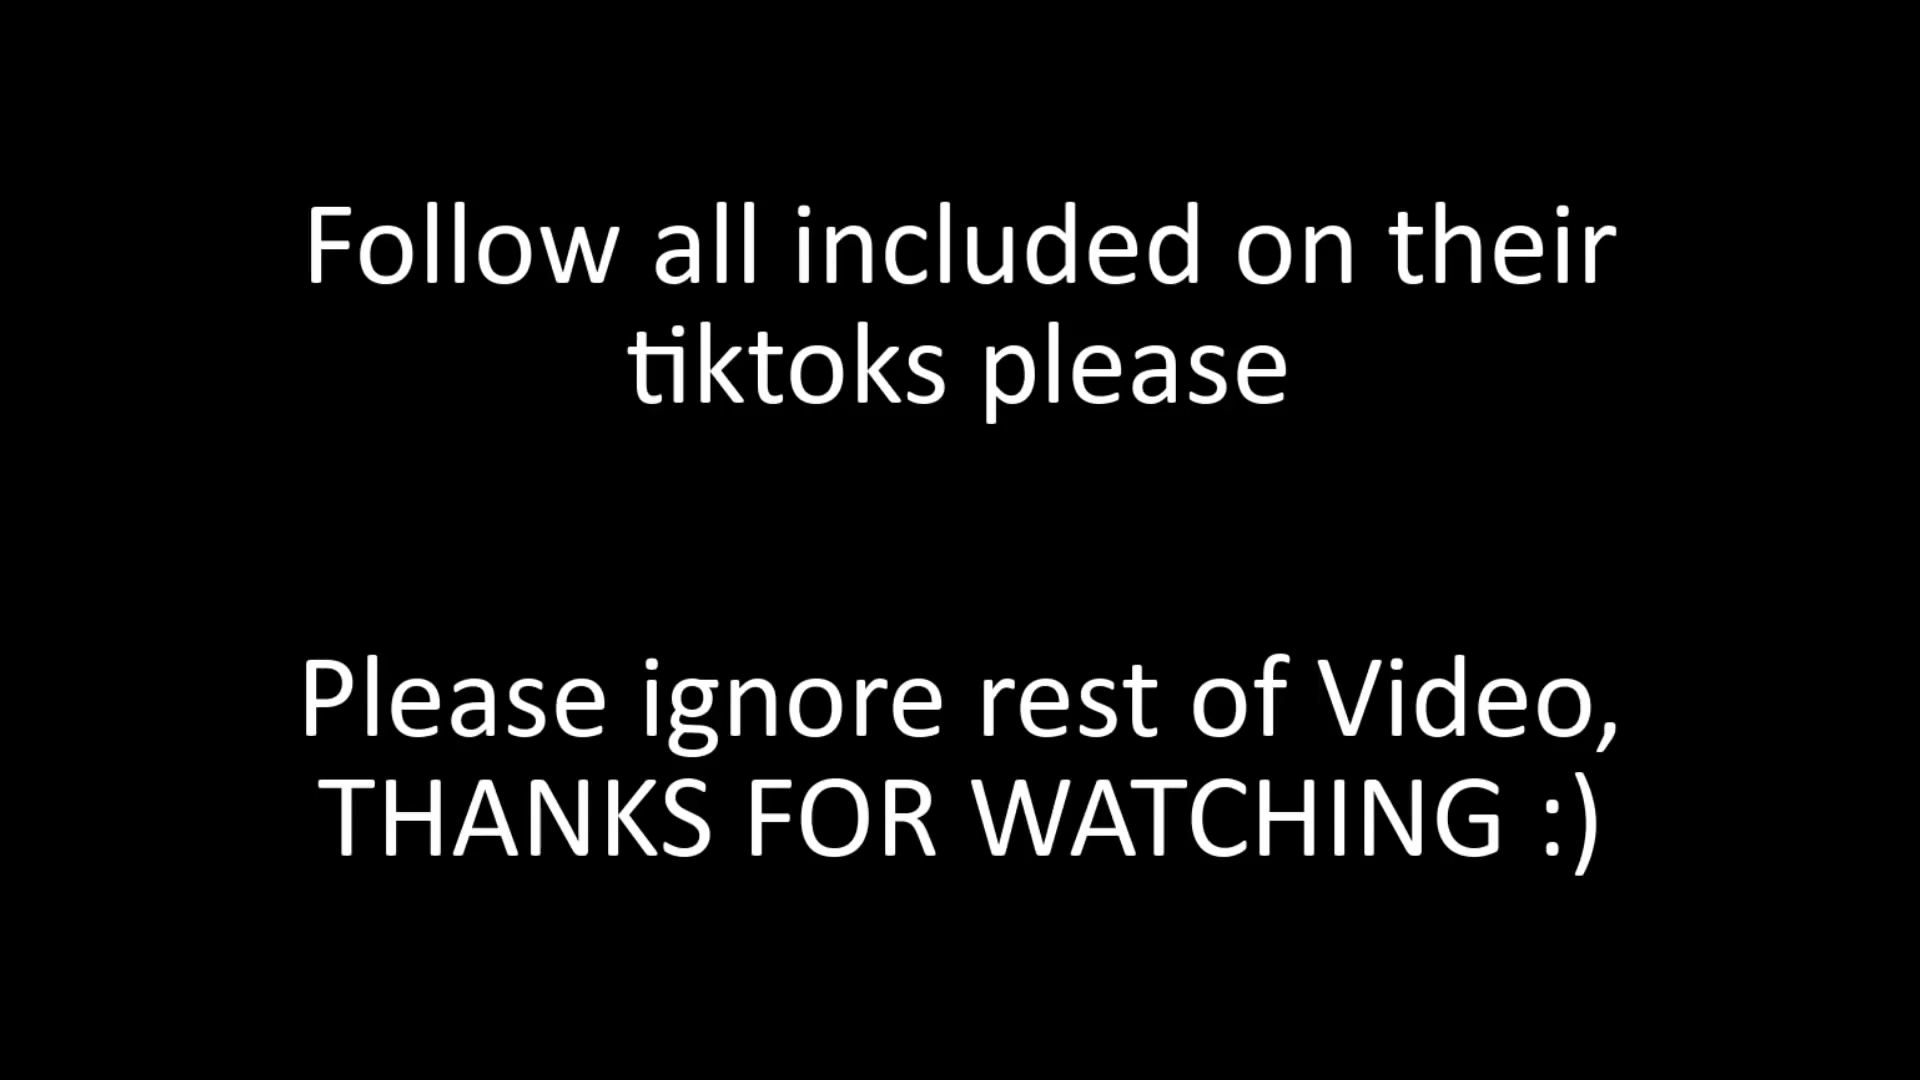 Follow all included on their
tiktoks please
Please ignore rest of Video,
THANKS FOR WATCHING :)